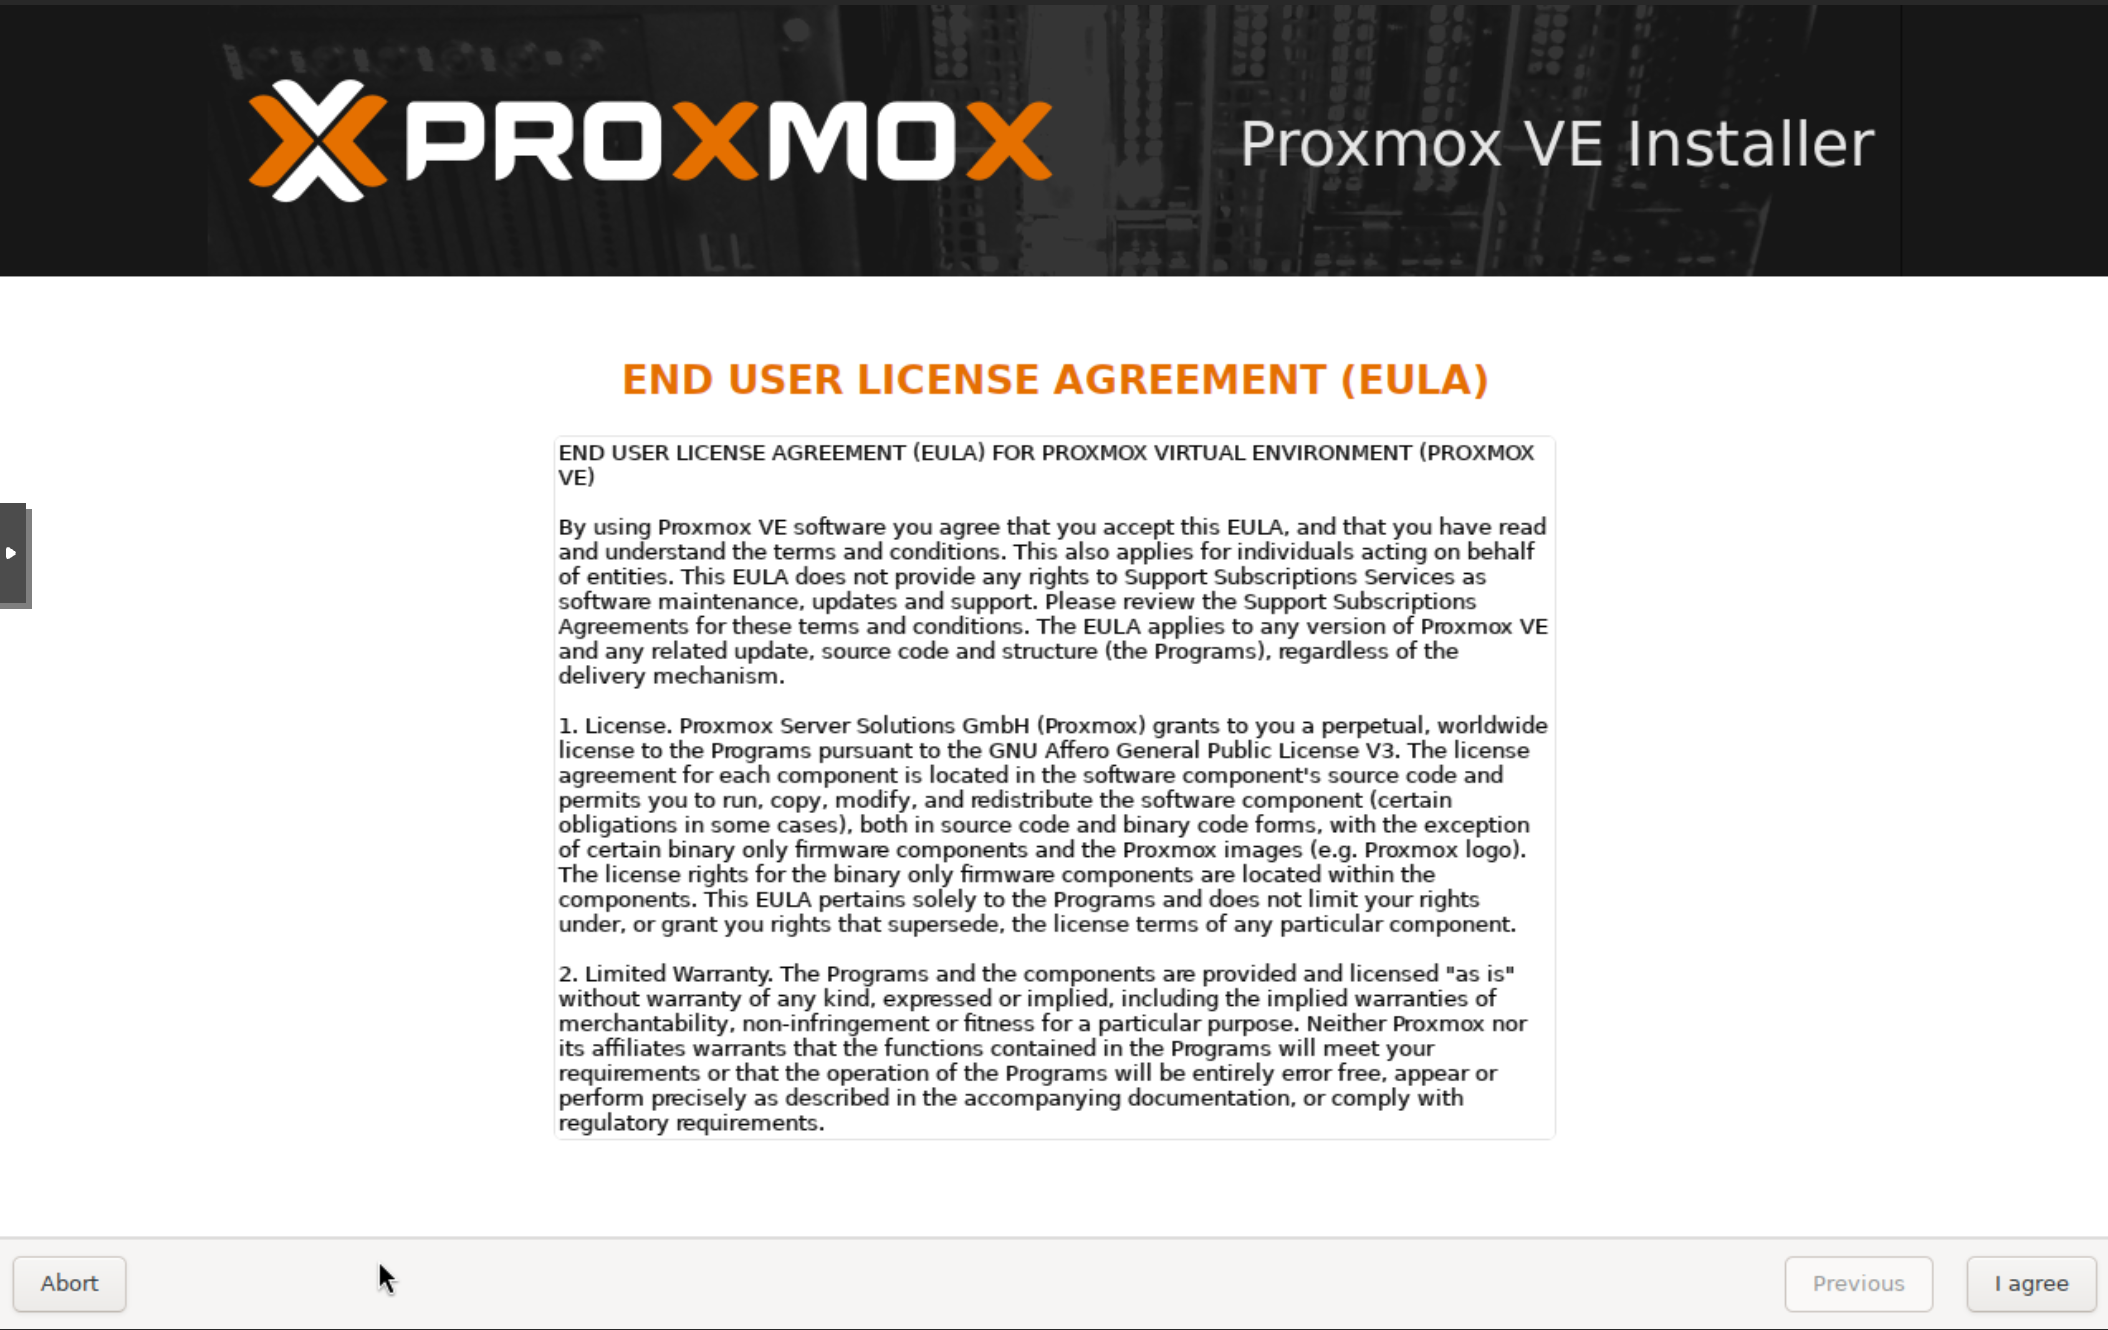 PROXMOX
Proxmox VE Installer
END USER LICENSE AGREEMENT (EULA)
END USER LICENSE AGREEMENT (EULA) FOR PROXMOX VIRTUAL ENVIRONMENT (PROXMOX
VE)
By using Proxmox VE software you agree that you accept this EULA, and that you have read
and understand the terms and conditions. This also applies for individuals acting on behalf
of entities. This EULA does not provide any rights to Support Subscriptions Services as
software maintenance, updates and support. Please review the Support Subscriptions
Agreements for these terms and conditions. The EULA applies to any version of Proxmox VE
and any related update, source code and structure (the Programs), regardless of the
delivery mechanism.
1. License. Proxmox Server Solutions GmbH (Proxmox) grants to you a perpetual, worldwide
license to the Programs pursuant to the GNU Affero General Public License V3. The license
agreement for each component is located in the software component's source code and
permits you to run, copy, modify, and redistribute the software component (certain
obligations in some cases), both in source code and binary code forms, with the exception
of certain binary only firmware components and the Proxmox images (e.g. Proxmox logo).
The license rights for the binary only firmware components are located within the
components. This EULA pertains solely to the Programs and does not limit your rights
under, or grant you rights that supersede, the license terms of any particular component.
2. Limited Warranty. The Programs and the components are provided and licensed "as is"
without warranty of any kind, expressed or implied, including the implied warranties of
merchantability, non-infringement or fitness for a particular purpose. Neither Proxmox nor
its affiliates warrants that the functions contained in the Programs will meet your
requirements or that the operation of the Programs will be entirely error free, appear or
perform precisely as described in the accompanying documentation, or comply with
regulatory requirements.
Abort
Previous
I agree